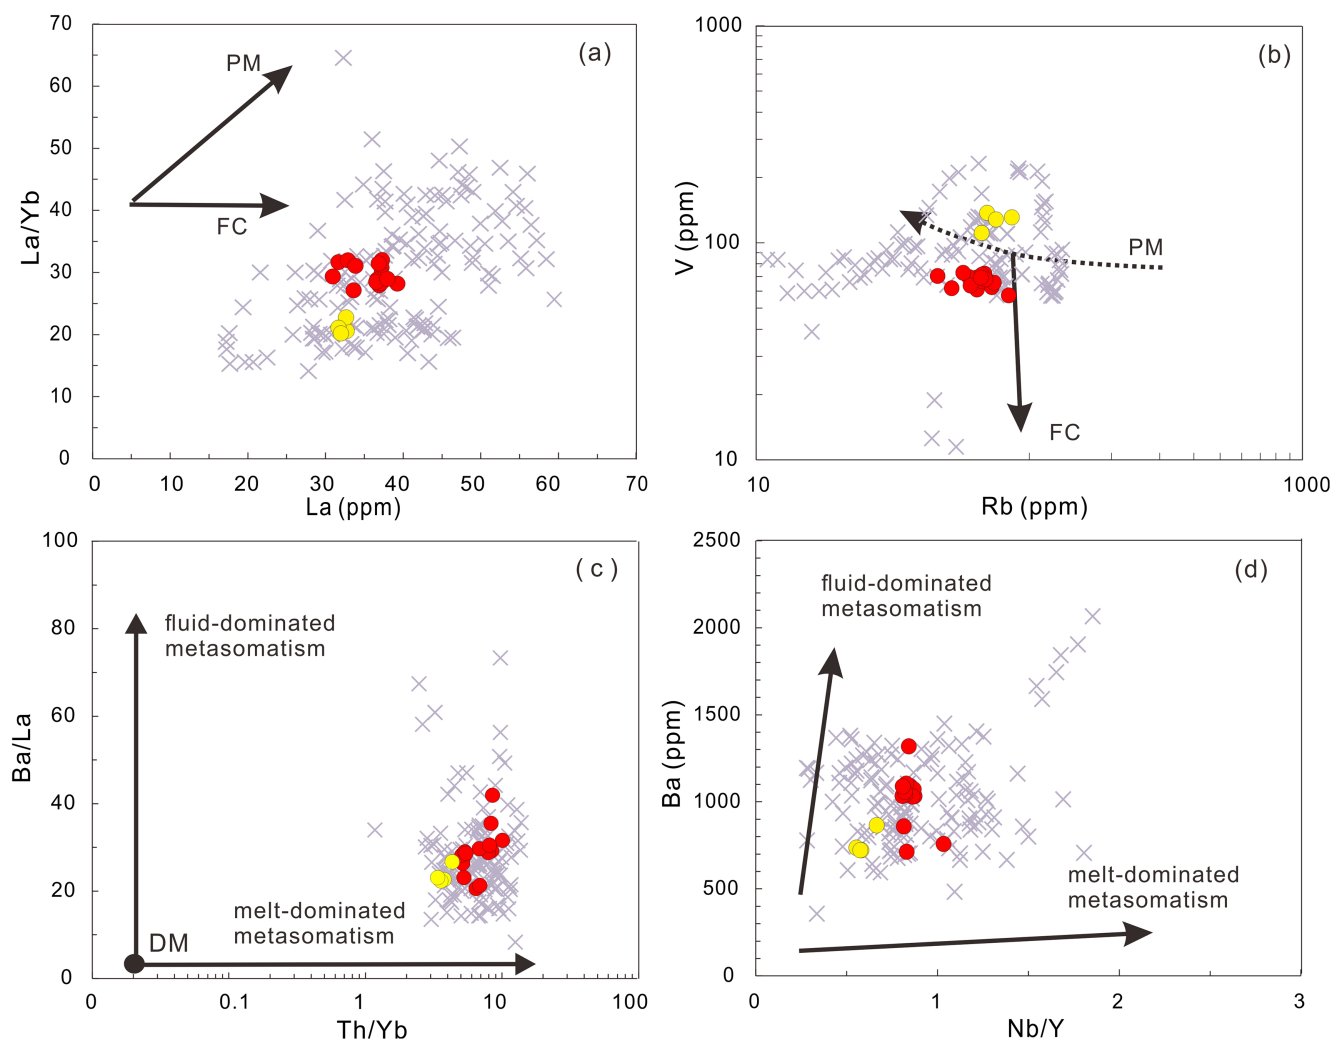 70
60
50
40
30
20
10
0
La/Yb
PM
FC
(a)
0
10
20
30
40
50
60
70
La (ppm)
1000
100
10
V (ppm)
(b)
PM
FC
10
1000
Rb (ppm)
100
80
60
40
20
0
Ba/La
(c)
fluid-dominated
metasomatism
melt-dominated
metasomatism
DM
0
0.1
1
10
100
Th/Yb
2500
2000
1500
1000
500
0
Ba (ppm)
(d)
fluid-dominated
metasomatism
melt-dominated
metasomatism
0
1
2
3
Nb/Y